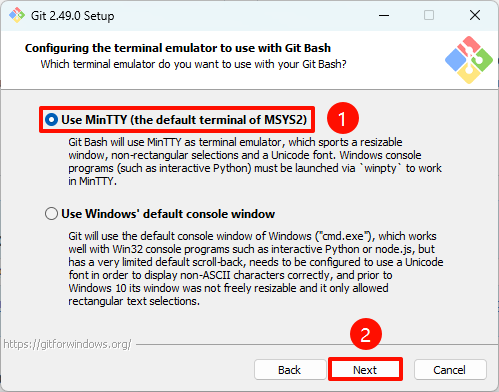 Git 2.49.0 Setup
Configuring the terminal emulator to use with Git Bash
Which terminal emulator do you want to use with your Git Bash?
Use MinTTY (the default terminal of MSYS2)
1
Git Bash will use MinTTY as terminal emulator, which sports a resizable
window, non-rectangular selections and a Unicode font. Windows console
programs (such as interactive Python) must be launched via `winpty` to work
in MinTTY.
Use Windows' default console window
Git will use the default console window of Windows ("cmd.exe"), which works
well with Win32 console programs such as interactive Python or node.js, but
has a very limited default scroll-back, needs to be configured to use a Unicode
font in order to display non-ASCII characters correctly, and prior to
Windows 10 its window was not freely resizable and it only allowed
rectangular text selections.
2
https://gitforwindows.org/
Back
Next
Cancel